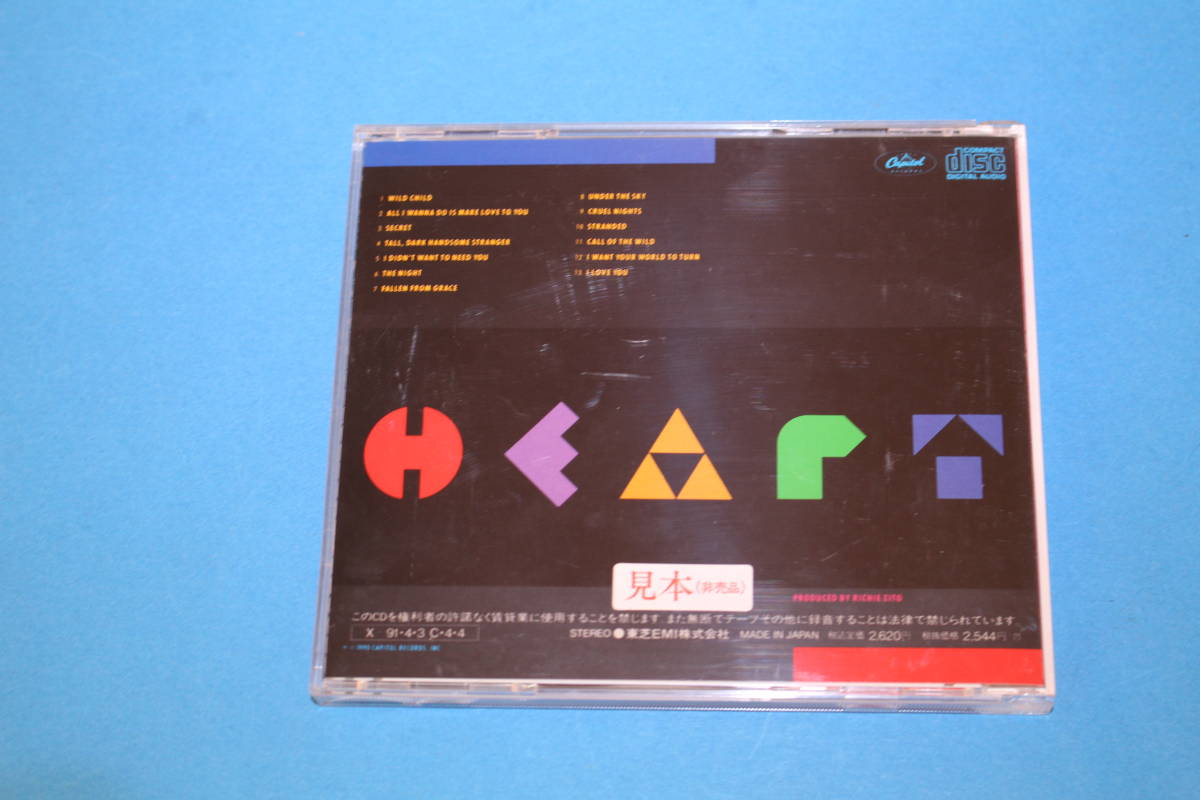 Capitol
RECORDS
COMPACT
disc
DIGITAL AUDIO
1 WILD CHILD
2 ALL I WANNA DO IS MAKE LOVE TO YOU
3 SECRET
4 TALL, DARK HANDSOME STRANGER
5 I DIDN'T WANT TO NEED YOU
6 THE NIGHT
7 FALLEN FROM GRACE
8 UNDER THE SKY
9 CRUEL NIGHTS
10 STRANDED
11 CALL OF THE WILD
12 I WANT YOUR WORLD TO TURN
13 I LOVE YOU
HEART
見本(非売品)
PRODUCED BY RICHIE ZITO
このCDを権利者の許諾なく賃貸業に使用することを禁じます。また無断でテープその他に録音することは法律で禁じられています。
X 91・4・3 C・4・4
STEREO ● 東芝EMI株式会社 MADE IN JAPAN 税込定価 2,620円 税抜価格 2,544円
1990 CAPITOL RECORDS, INC